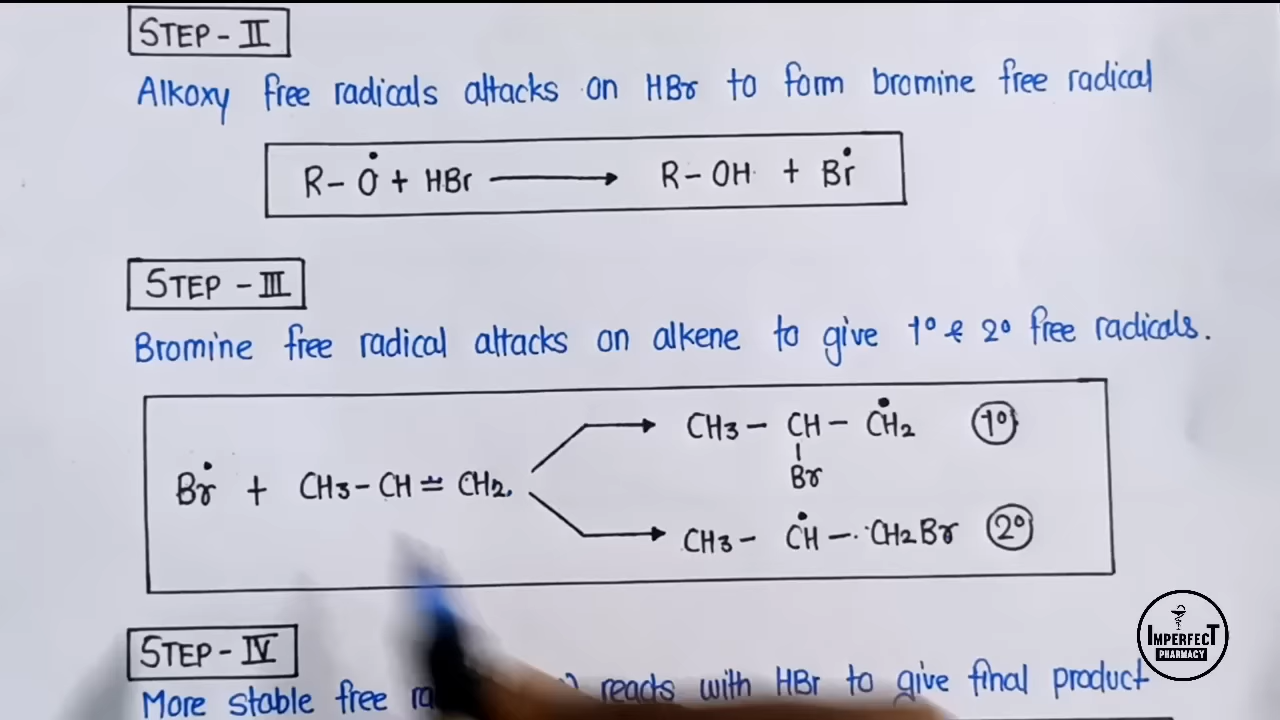 STEP - II
Alkoxy free radicals attacks on HBr to form bromine free radical
R - Ȯ + HBr ⟶ R - OH + Bṙ
STEP - III
Bromine free radical attacks on alkene to give 1° & 2° free radicals.
CH3 - CH - ĊH2 1°
Br
Bṙ + CH3 - CH = CH2
CH3 - ĊH - CH2Br 2°
STEP - IV
More stable free reacts with HBr to give final product
IMPERFECT
PHARMACY